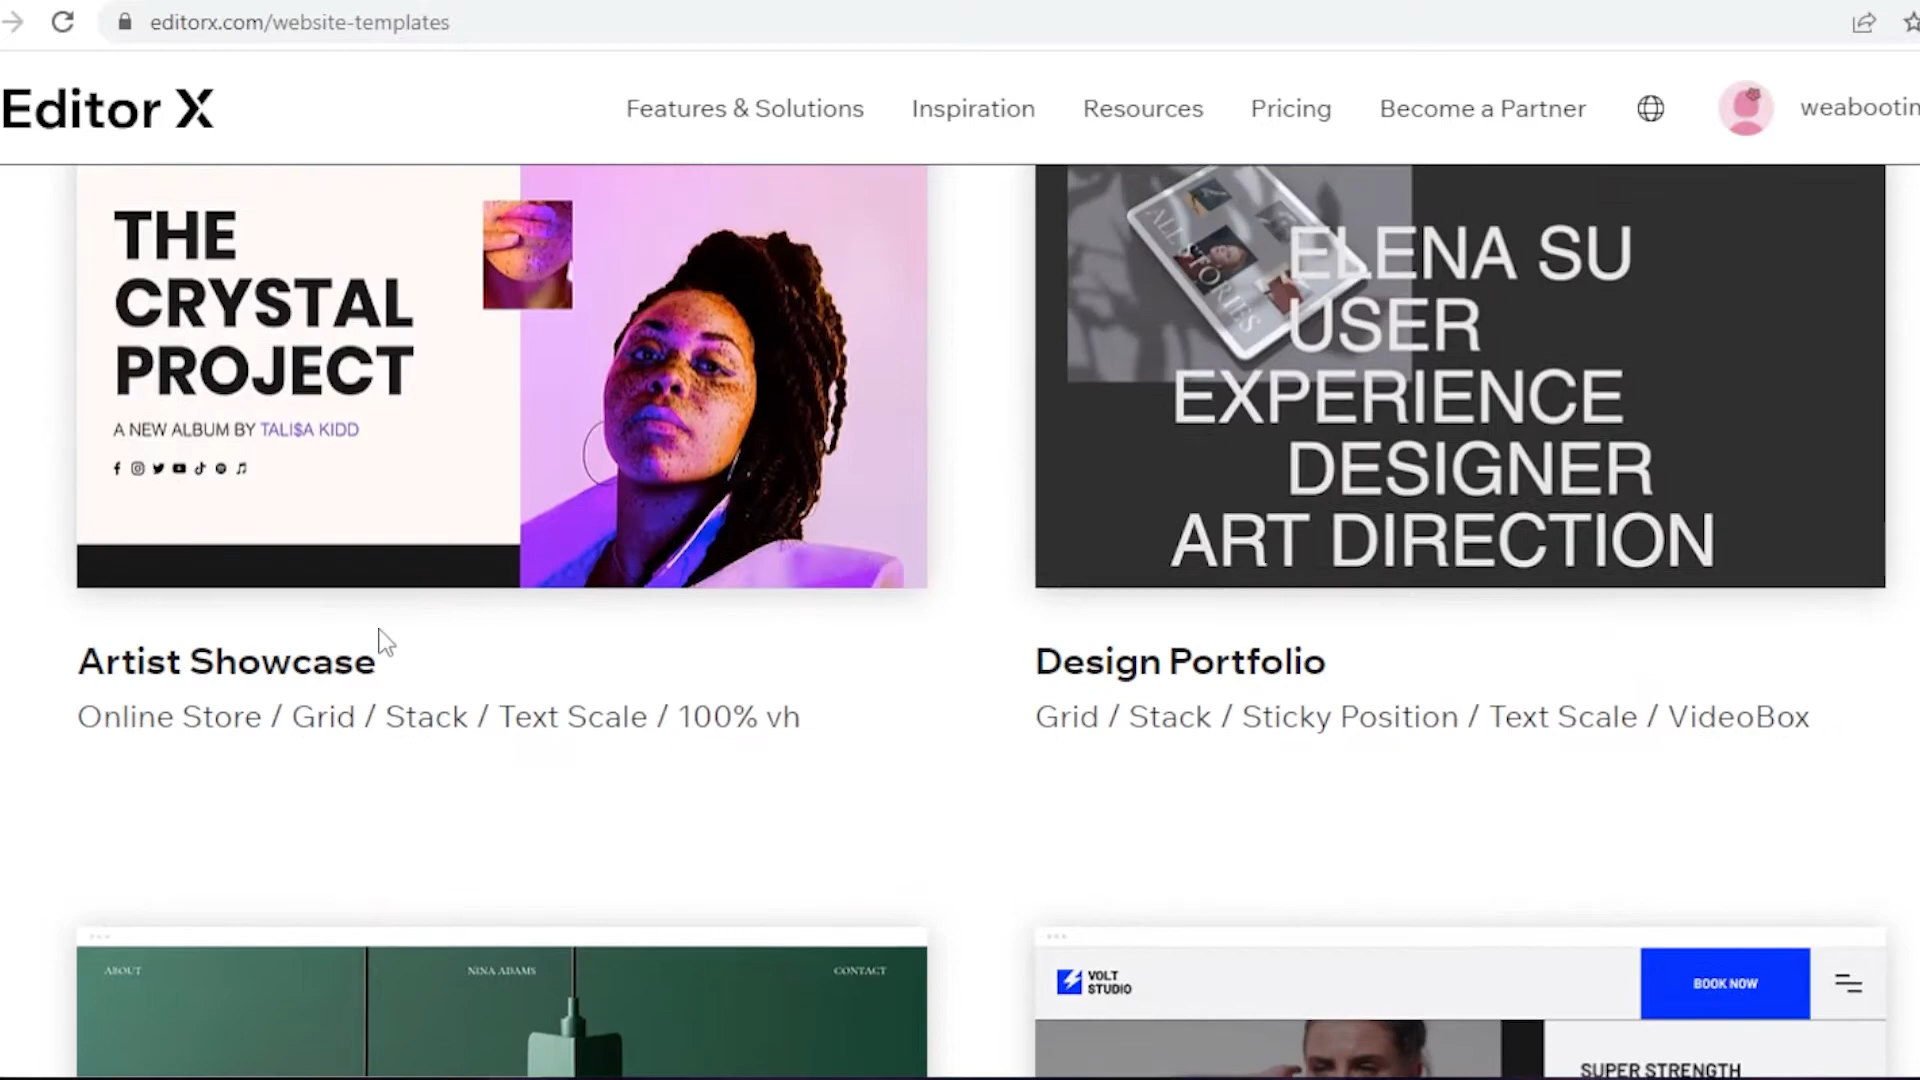 editorx.com/website-templates
Editor X
Features & Solutions
Inspiration
Resources
Pricing
Become a Partner
weabootin
THE
CRYSTAL
PROJECT
A NEW ALBUM BY TALI$A KIDD
ALL STORIES
ELENA SU
USER
EXPERIENCE
DESIGNER
ART DIRECTION
Artist Showcase
Online Store / Grid / Stack / Text Scale / 100% vh
Design Portfolio
Grid / Stack / Sticky Position / Text Scale / VideoBox
ABOUT
NINA ADAMS
CONTACT
VOLT
STUDIO
BOOK NOW
SUPER STRENGTH